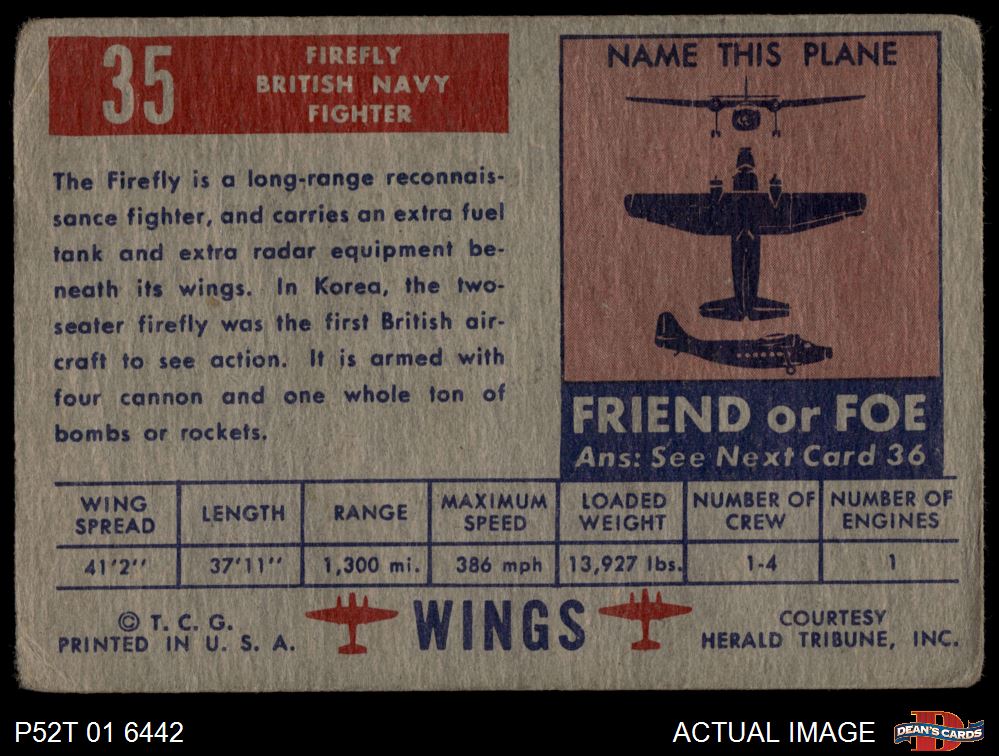 35
FIREFLY
BRITISH NAVY
FIGHTER
The Firefly is a long-range reconnais-
sance fighter, and carries an extra fuel
tank and extra radar equipment be-
neath its wings. In Korea, the two-
seater firefly was the first British air-
craft to see action. It is armed with
four cannon and one whole ton of
bombs or rockets.
NAME THIS PLANE
FRIEND or FOE
Ans: See Next Card 36
WING SPREAD LENGTH RANGE MAXIMUM SPEED LOADED WEIGHT NUMBER OF CREW NUMBER OF ENGINES
41'2'' 37'11'' 1,300 mi. 386 mph 13,927 lbs. 1-4 1
© T. C. G.
PRINTED IN U. S. A.
WINGS
COURTESY
HERALD TRIBUNE, INC.
P52T 01 6442
ACTUAL IMAGE
D
DEAN'S CARDS